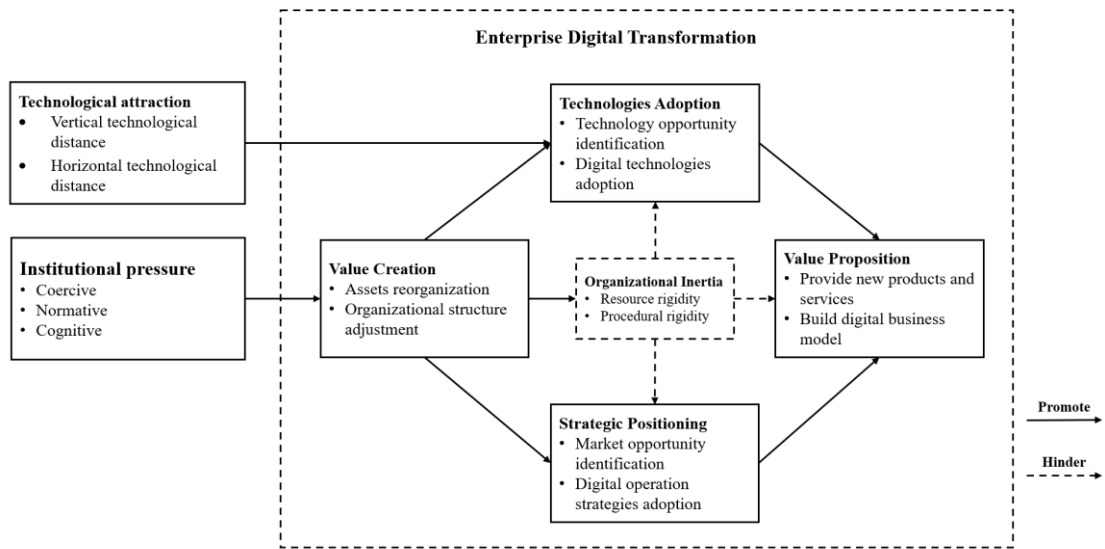 Enterprise Digital Transformation
Technological attraction
• Vertical technological
distance
• Horizontal technological
distance
Technologies Adoption
• Technology opportunity
identification
• Digital technologies
adoption
Institutional pressure
• Coercive
• Normative
• Cognitive
Value Creation
• Assets reorganization
• Organizational structure
adjustment
Organizational Inertia
• Resource rigidity
• Procedural rigidity
Value Proposition
• Provide new products and
services
• Build digital business
model
Strategic Positioning
• Market opportunity
identification
• Digital operation
strategies adoption
Promote
Hinder